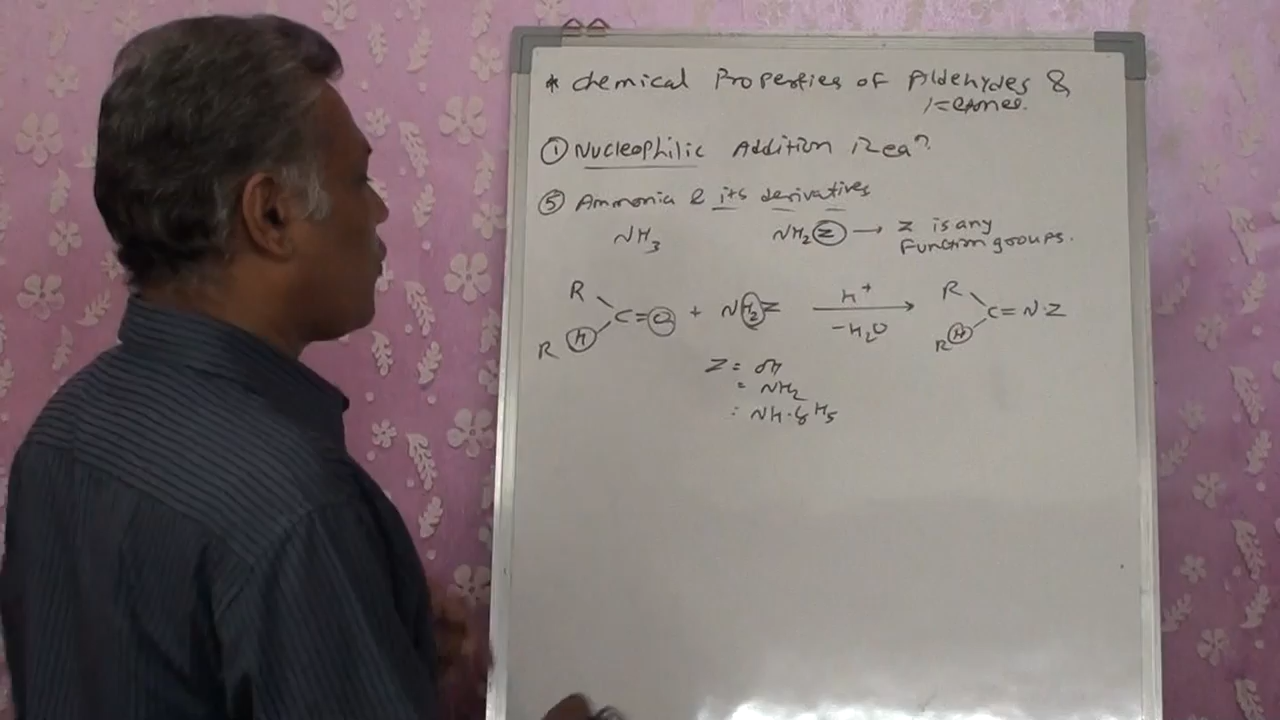 * Chemical Properties of Aldehydes &
Ketones.
① Nucleophilic Addition Reaⁿ.
⑤ Ammonia & its derivatives
NH₃ NH₂Z → Z is any
Function groups.
R H R C=O + NH₂Z H⁺ -H₂O → R H R C=N·Z
Z = OH
= NH₂
: NH·C₆H₅